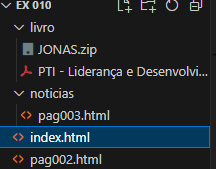 EX 010
livro
JONAS.zip
PTI - Liderança e Desenvolvi...
noticias
pag003.html
index.html
pag002.html